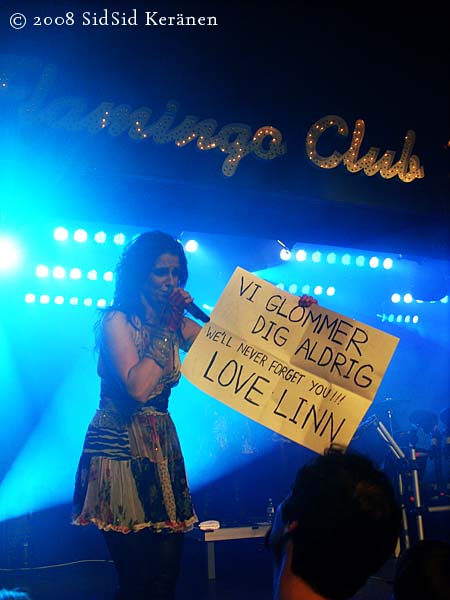 © 2008 SidSid Keränen
Flamingo Club
VI GLÖMMER
DIG ALDRIG
WE'LL NEVER FORGET YOU!!!
LOVE LINN